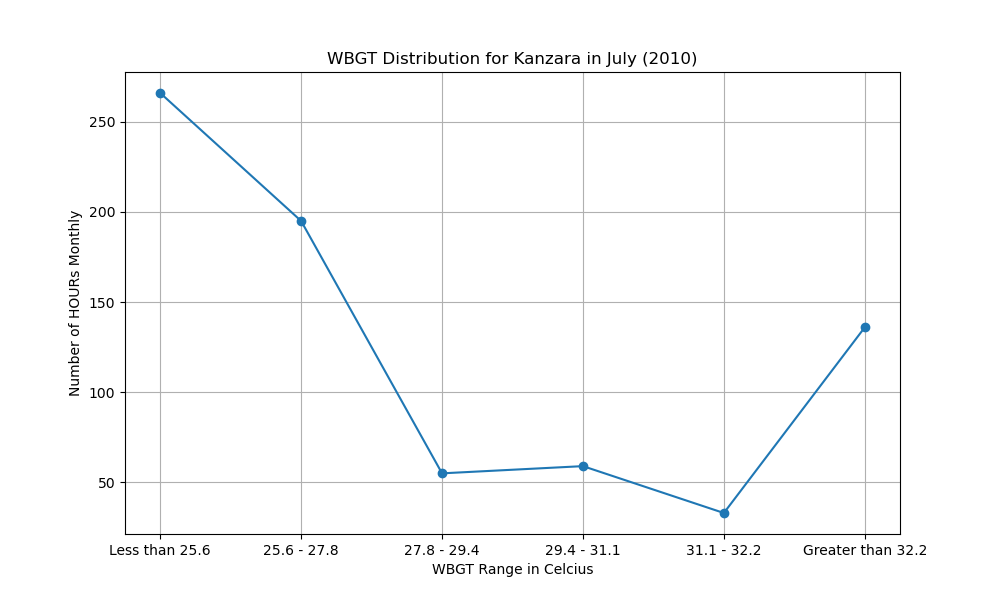 WBGT Distribution for Kanzara in July (2010)
Number of HOURs Monthly
250
200
150
100
50
Less than 25.6
25.6 - 27.8
27.8 - 29.4
29.4 - 31.1
31.1 - 32.2
Greater than 32.2
WBGT Range in Celcius